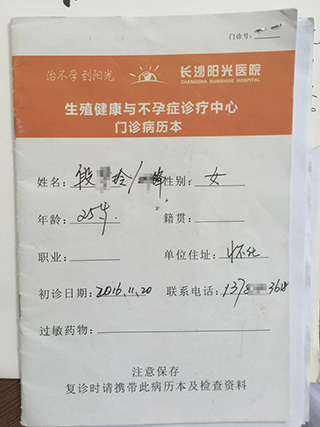 门诊号:
治不孕 到阳光 长沙阳光医院
CHANGSHA SUNSHINE HOSPITAL
生殖健康与不孕症诊疗中心
门诊病历本
姓名: 段 玲/ 性别: 女
年龄: 25岁. 籍贯:
职业: 单位住址: 怀化
初诊日期: 2016.11.20 联系电话: 1378 368
过敏药物:
注意保存
复诊时请携带此病历本及检查资料